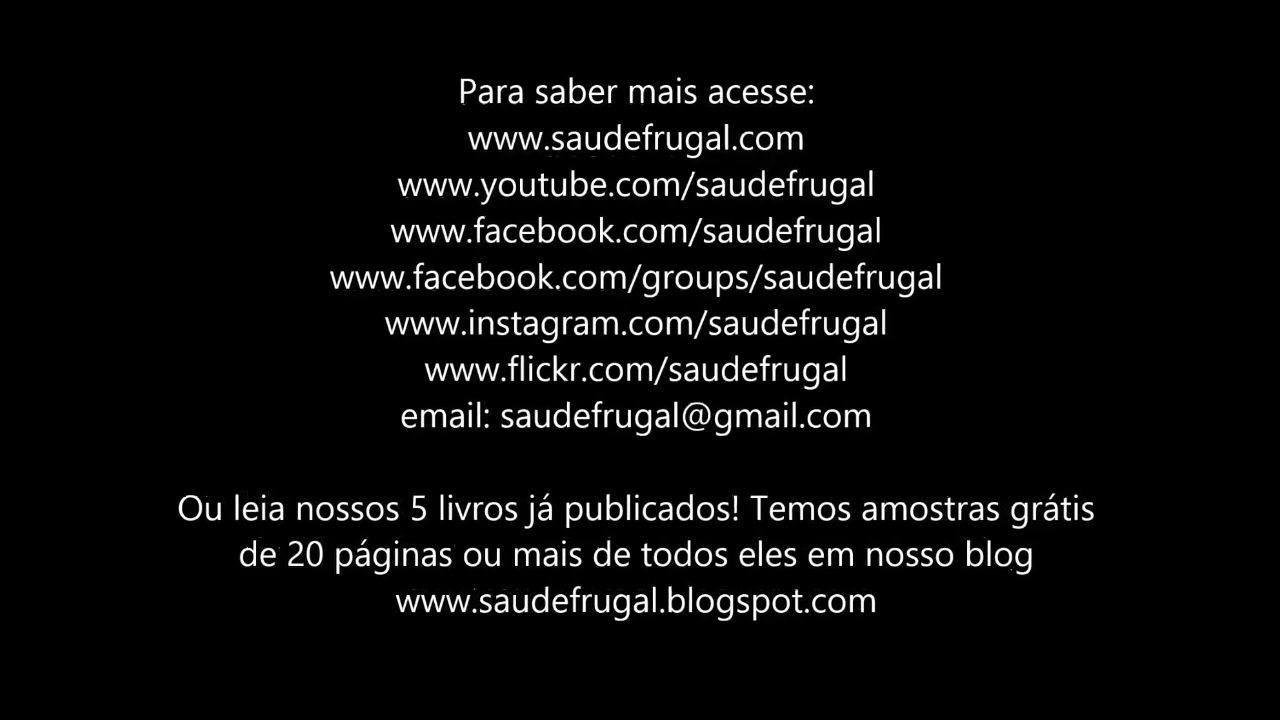 Para saber mais acesse:
www.saudefrugal.com
www.youtube.com/saudefrugal
www.facebook.com/saudefrugal
www.facebook.com/groups/saudefrugal
www.instagram.com/saudefrugal
www.flickr.com/saudefrugal
email: saudefrugal@gmail.com
Ou leia nossos 5 livros já publicados! Temos amostras grátis
de 20 páginas ou mais de todos eles em nosso blog
www.saudefrugal.blogspot.com